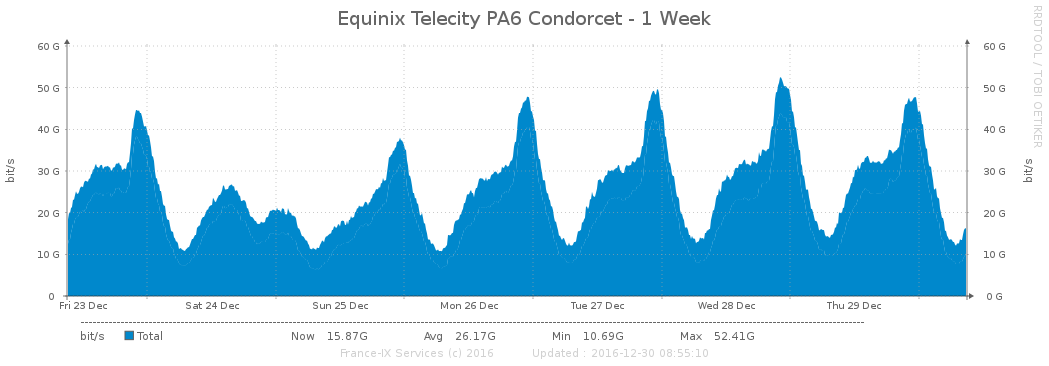 Equinix Telecity PA6 Condorcet - 1 Week
RRDTOOL / TOBI OETIKER
60 G 60 G
50 G 50 G
40 G 40 G
30 G 30 G
20 G 20 G
10 G 10 G
0 0 G
bit/s bit/s
Fri 23 Dec Sat 24 Dec Sun 25 Dec Mon 26 Dec Tue 27 Dec Wed 28 Dec Thu 29 Dec
bit/s Total Now 15.87G Avg 26.17G Min 10.69G Max 52.41G
France-IX Services (c) 2016 Updated : 2016-12-30 08:55:10